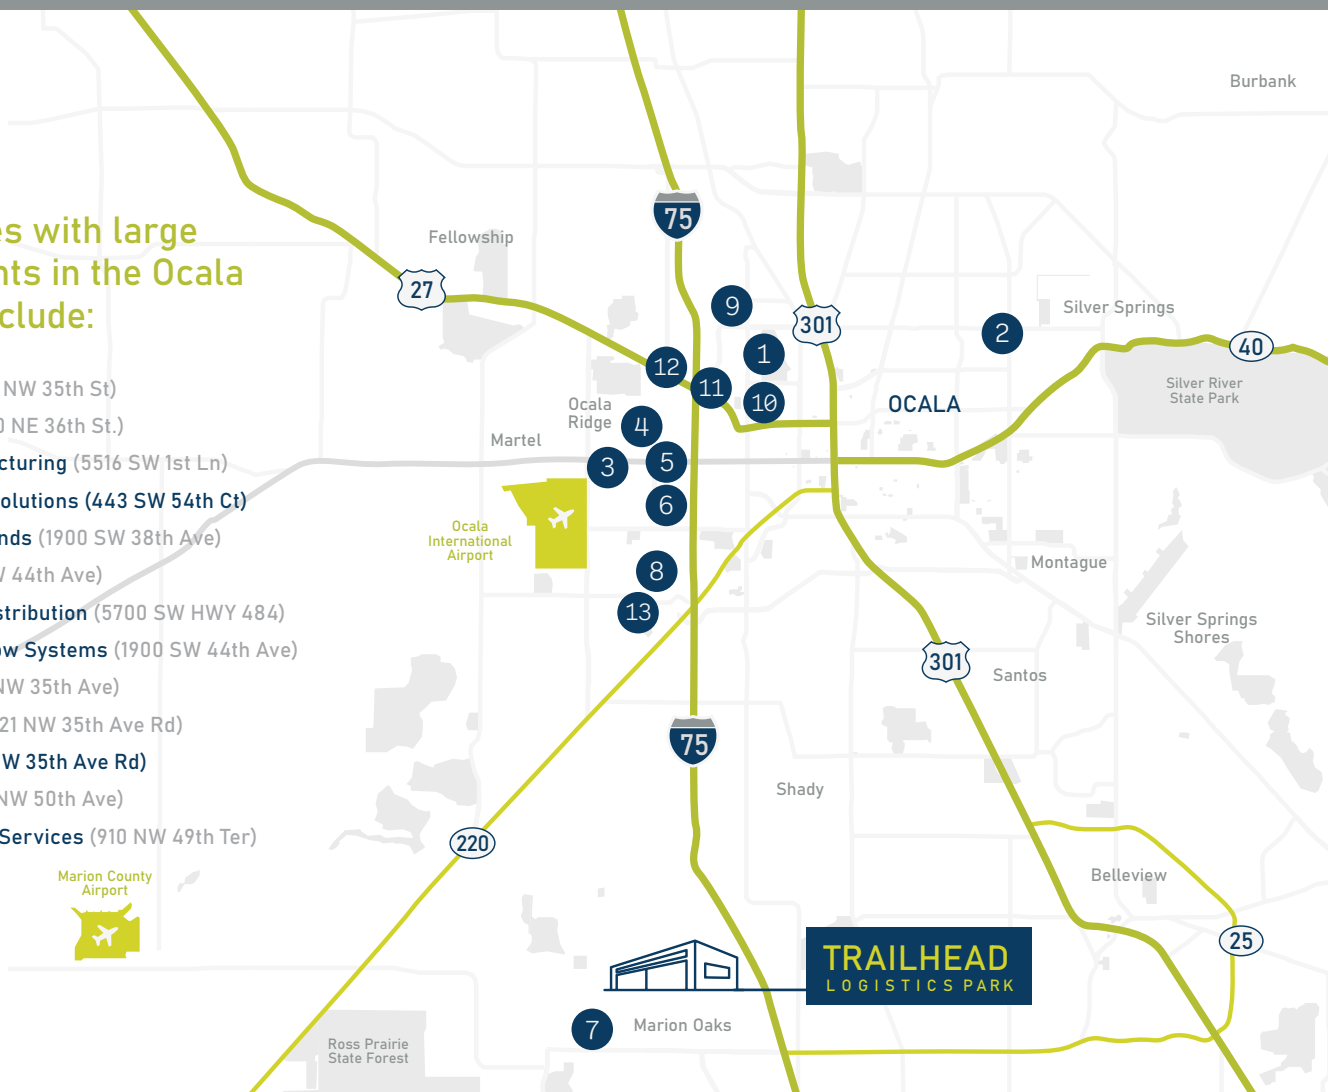 es with large
nts in the Ocala
clude:
NW 35th St)
0 NE 36th St.)
cturing (5516 SW 1st Ln)
olutions (443 SW 54th Ct)
nds (1900 SW 38th Ave)
W 44th Ave)
stribution (5700 SW HWY 484)
ow Systems (1900 SW 44th Ave)
NW 35th Ave)
21 NW 35th Ave Rd)
W 35th Ave Rd)
NW 50th Ave)
Services (910 NW 49th Ter)
Marion County
Airport
Burbank
75
Fellowship
27
9
301
Silver Springs
2
1
40
12
11
10
Silver River
State Park
OCALA
Ocala
Ridge
4
Martel
3
5
6
Ocala
International
Airport
8
13
Montague
Silver Springs
Shores
301
Santos
75
Shady
220
Belleview
25
TRAILHEAD
LOGISTICS PARK
7
Marion Oaks
Ross Prairie
State Forest